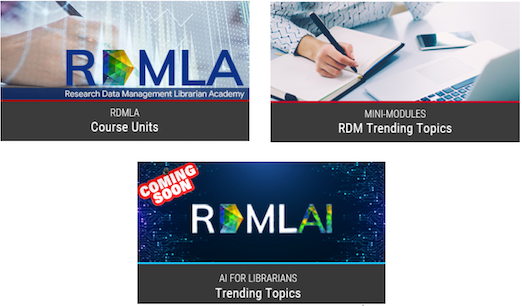 RDMLA
Research Data Management Librarian Academy
RDMLA
Course Units
MINI-MODULES
RDM Trending Topics
COMING
SOON
RDMLAI
AI FOR LIBRARIANS
Trending Topics